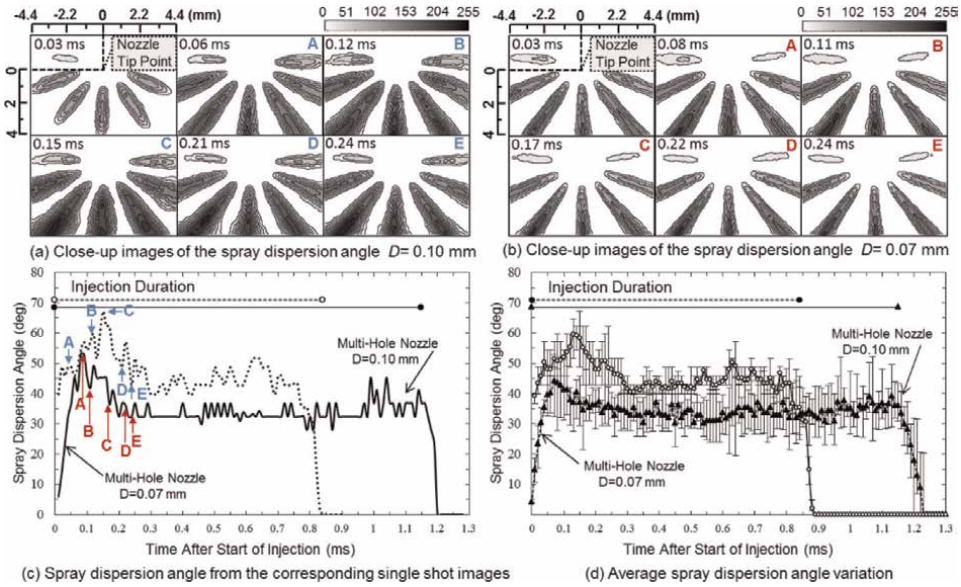 -4.4 -2.2 0 2.2 4.4 (mm)
0 51 102 153 204 255
0.03 ms
Nozzle
Tip Point
0.06 ms A
0.12 ms B
0
2
4
0.15 ms C
0.21 ms D
0.24 ms E
(a) Close-up images of the spray dispersion angle D= 0.10 mm
-4.4 -2.2 0 2.2 4.4 (mm)
0 51 102 153 204 255
0.03 ms
Nozzle
Tip Point
0.08 ms A
0.11 ms B
0
2
4
0.17 ms C
0.22 ms D
0.24 ms E
(b) Close-up images of the spray dispersion angle D= 0.07 mm
Spray Dispersion Angle (deg)
80
70
60
50
40
30
20
10
0
Injection Duration
A
B
C
D
E
A
B
C
D
E
Multi-Hole Nozzle
D=0.10 mm
Multi-Hole Nozzle
D=0.07 mm
0 0.1 0.2 0.3 0.4 0.5 0.6 0.7 0.8 0.9 1 1.1 1.2 1.3
Time After Start of Injection (ms)
(c) Spray dispersion angle from the corresponding single shot images
Spray Dispersion Angle (deg)
80
70
60
50
40
30
20
10
0
Injection Duration
Multi-Hole Nozzle
D=0.10 mm
Multi-Hole Nozzle
D=0.07 mm
0 0.1 0.2 0.3 0.4 0.5 0.6 0.7 0.8 0.9 1 1.1 1.2 1.3
Time After Start of Injection (ms)
(d) Average spray dispersion angle variation